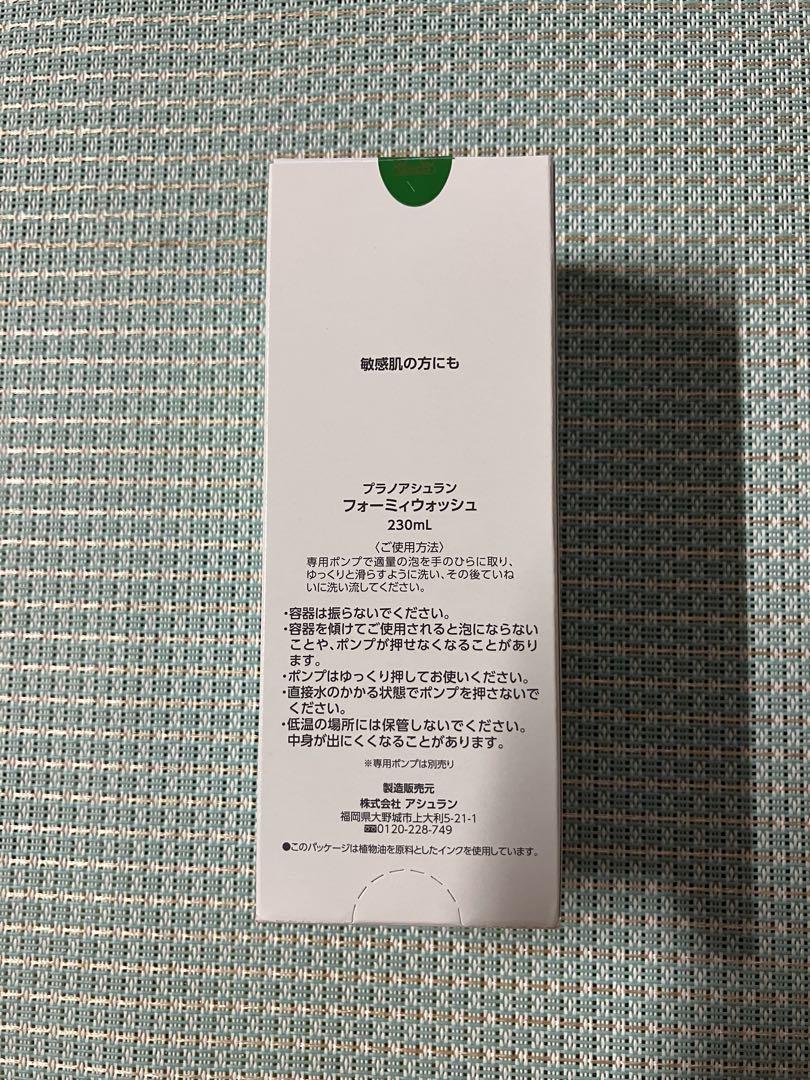 敏感肌の方にも
プラノアシュラン
フォーミィウォッシュ
230mL
〈ご使用方法〉
専用ポンプで適量の泡を手のひらに取り、
ゆっくりと滑らすように洗い、その後ていね
いに洗い流してください。
・容器は振らないでください。
・容器を傾けてご使用されると泡にならない
ことや、ポンプが押せなくなることがあり
ます。
・ポンプはゆっくり押してお使いください。
・直接水のかかる状態でポンプを押さないで
ください。
・低温の場所には保管しないでください。
中身が出にくくなることがあります。
※専用ポンプは別売り
製造販売元
株式会社 アシュラン
福岡県大野城市上大利5-21-1
0120-228-749
●このパッケージは植物油を原料としたインクを使用しています。